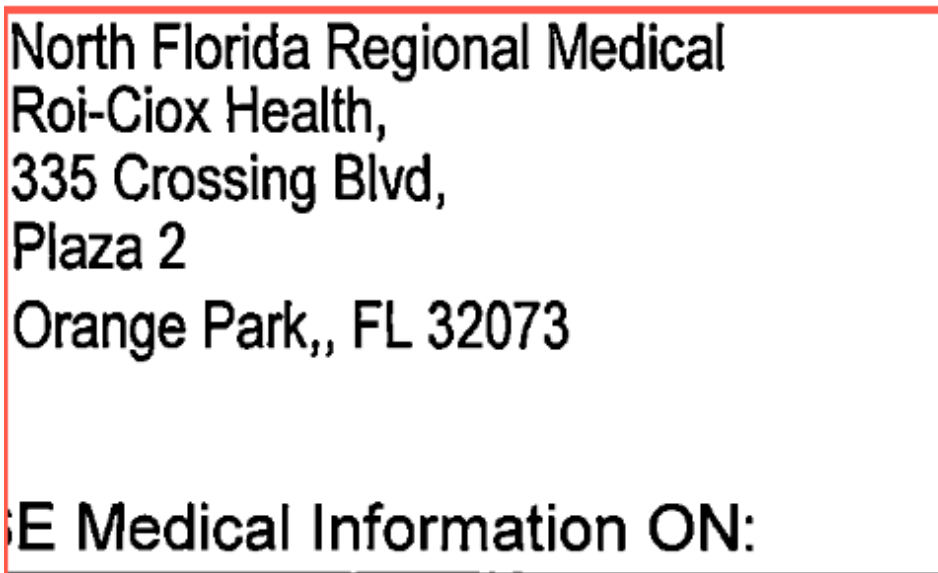 North Florida Regional Medical
Roi-Ciox Health,
335 Crossing Blvd,
Plaza 2
Orange Park,, FL 32073
Medical Information ON: